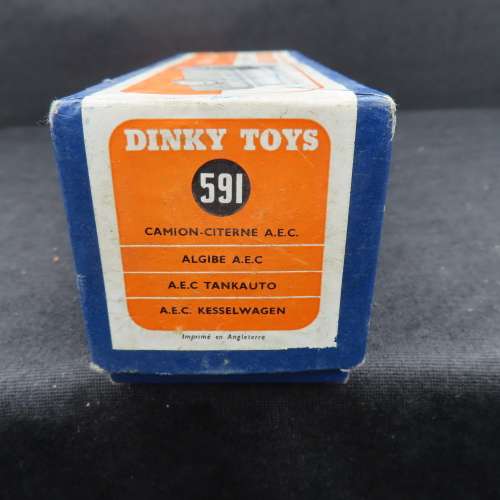 DINKY TOYS
591
CAMION-CITERNE A.E.C.
ALGIBE A.E.C
A.E.C TANKAUTO
A.E.C. KESSELWAGEN
Imprimé en Angleterre